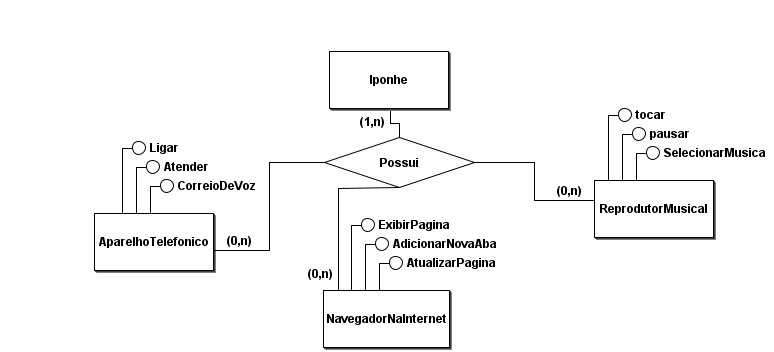 Iponhe
(1,n)
Possui
Ligar
Atender
CorreioDeVoz
AparelhoTelefonico
(0,n)
ExibirPagina
AdicionarNovaAba
AtualizarPagina
(0,n)
NavegadorNaInternet
tocar
pausar
SelecionarMusica
(0,n)
ReprodutorMusical